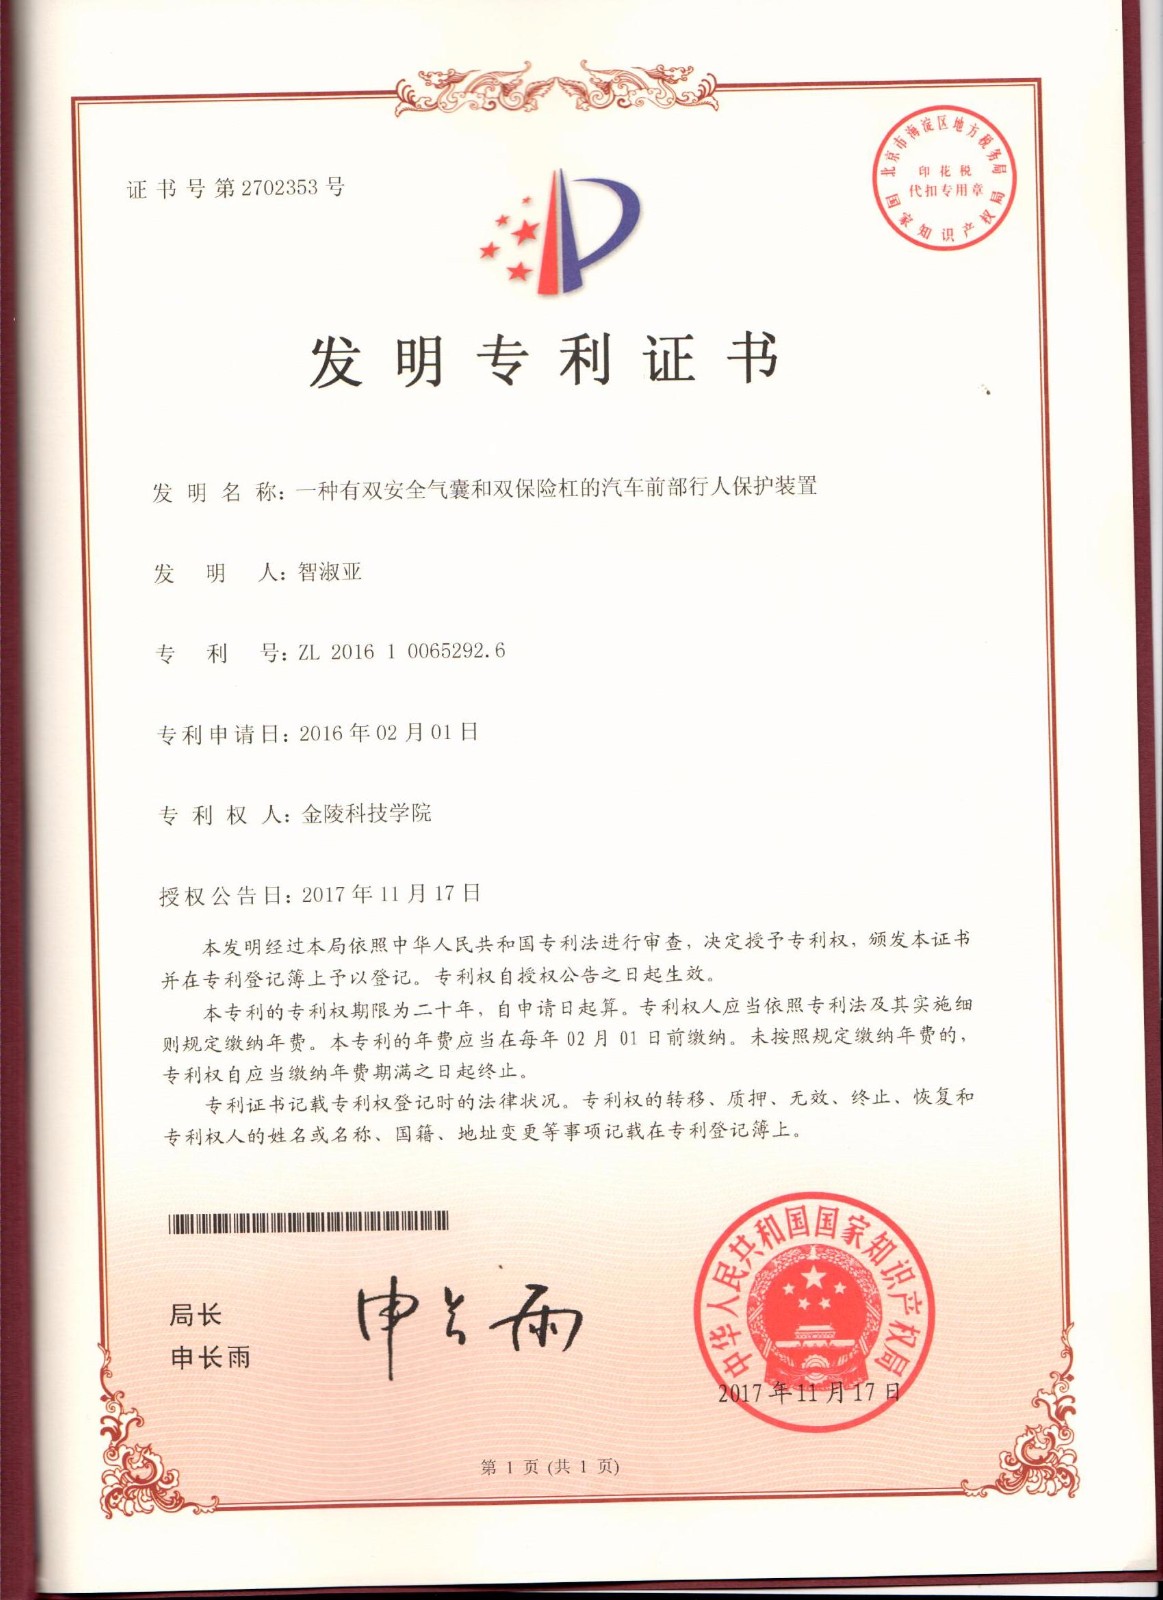 证书号第2702353号
北京市海淀区地方税务局
印花税
代扣专用章
国家知识产权局
发明专利证书
发明名称：一种有双安全气囊和双保险杠的汽车前部行人保护装置
发明人：智淑亚
专利号：ZL 2016 1 0065292.6
专利申请日：2016年02月01日
专利权人：金陵科技学院
授权公告日：2017年11月17日
本发明经过本局依照中华人民共和国专利法进行审查，决定授予专利权，颁发本证书
并在专利登记簿上予以登记。专利权自授权公告之日起生效。
本专利的专利权期限为二十年，自申请日起算。专利权人应当依照专利法及其实施细
则规定缴纳年费。本专利的年费应当在每年02月01日前缴纳。未按照规定缴纳年费的，
专利权自应当缴纳年费期满之日起终止。
专利证书记载专利权登记时的法律状况。专利权的转移、质押、无效、终止、恢复和
专利权人的姓名或名称、国籍、地址变更等事项记载在专利登记簿上。
局长
申长雨
申长雨
中华人民共和国国家知识产权局
2017年11月17日
第1页(共1页)